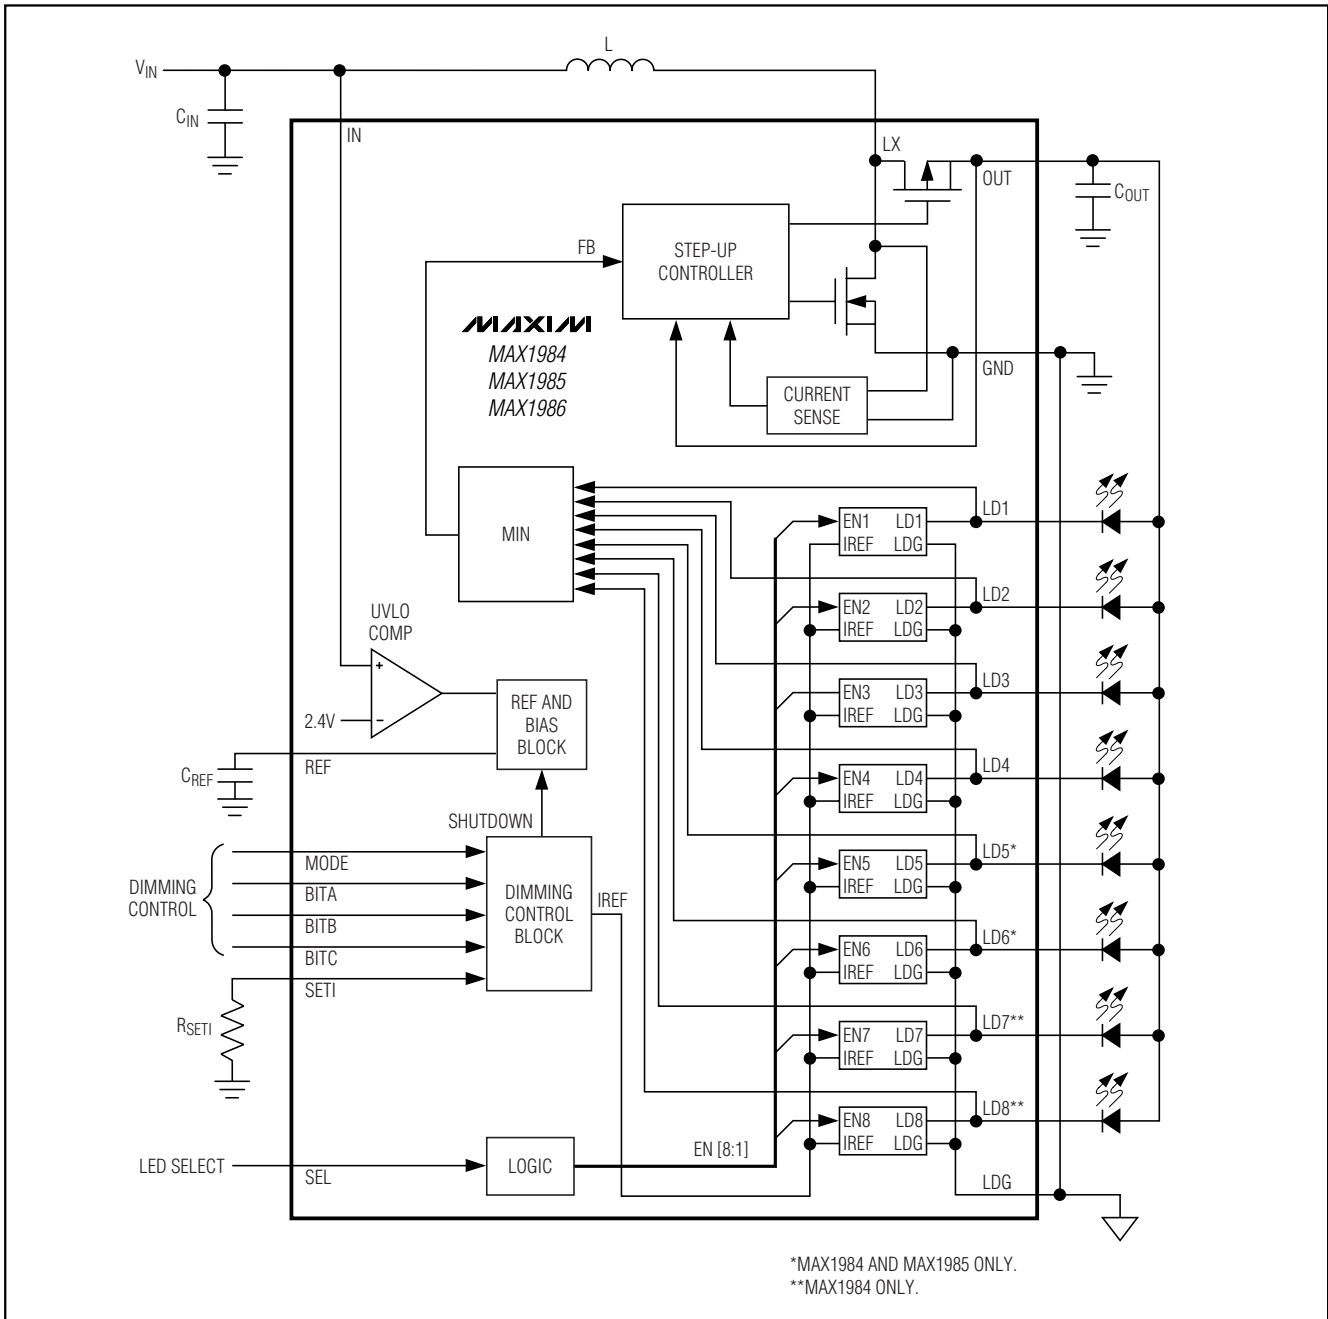 L
VIN
CIN
IN
LX
OUT
COUT
FB
STEP-UP
CONTROLLER
MAXIM
MAX1984
MAX1985
MAX1986
GND
CURRENT
SENSE
MIN
LD1
EN1 LD1
IREF LDG
LD2
EN2 LD2
IREF LDG
UVLO
COMP
+
−
2.4V
REF AND
BIAS
BLOCK
LD3
EN3 LD3
IREF LDG
REF
CREF
LD4
EN4 LD4
IREF LDG
SHUTDOWN
DIMMING
CONTROL
MODE
BITA
BITB
BITC
SETI
DIMMING
CONTROL
BLOCK
IREF
LD5*
EN5 LD5
IREF LDG
LD6*
EN6 LD6
IREF LDG
RSETI
LD7**
EN7 LD7
IREF LDG
LD8**
EN8 LD8
IREF LDG
LED SELECT
SEL
LOGIC
EN [8:1]
LDG
*MAX1984 AND MAX1985 ONLY.
**MAX1984 ONLY.